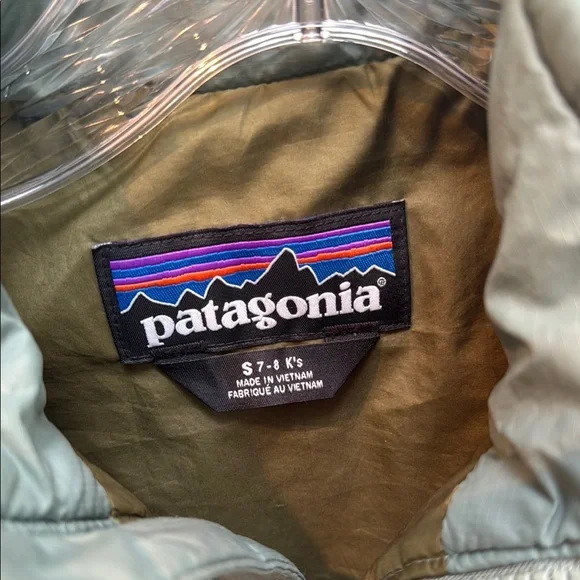 patagonia®
S 7-8 K's
MADE IN VIETNAM
FABRIQUÉ AU VIETNAM